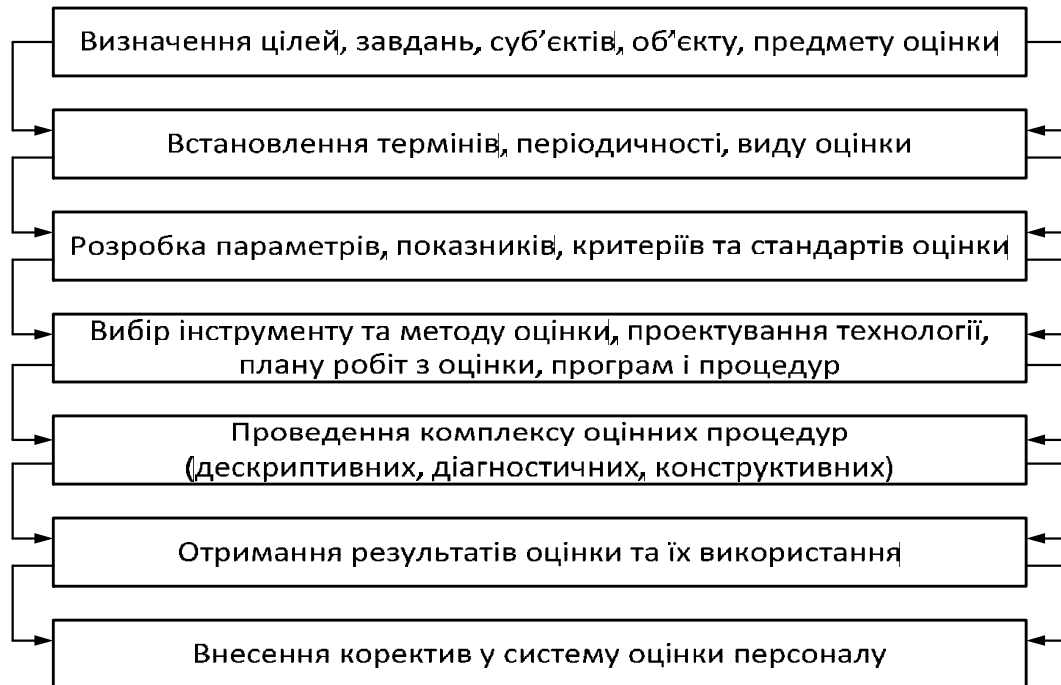 Визначення цілей, завдань, суб’єктів, об’єкту, предмету оцінки
Встановлення термінів, періодичності, виду оцінки
Розробка параметрів, показників, критеріїв та стандартів оцінки
Вибір інструменту та методу оцінки, проектування технології,
плану робіт з оцінки, програм і процедур
Проведення комплексу оцінних процедур
(дескриптивних, діагностичних, конструктивних)
Отримання результатів оцінки та їх використання
Внесення коректив у систему оцінки персоналу